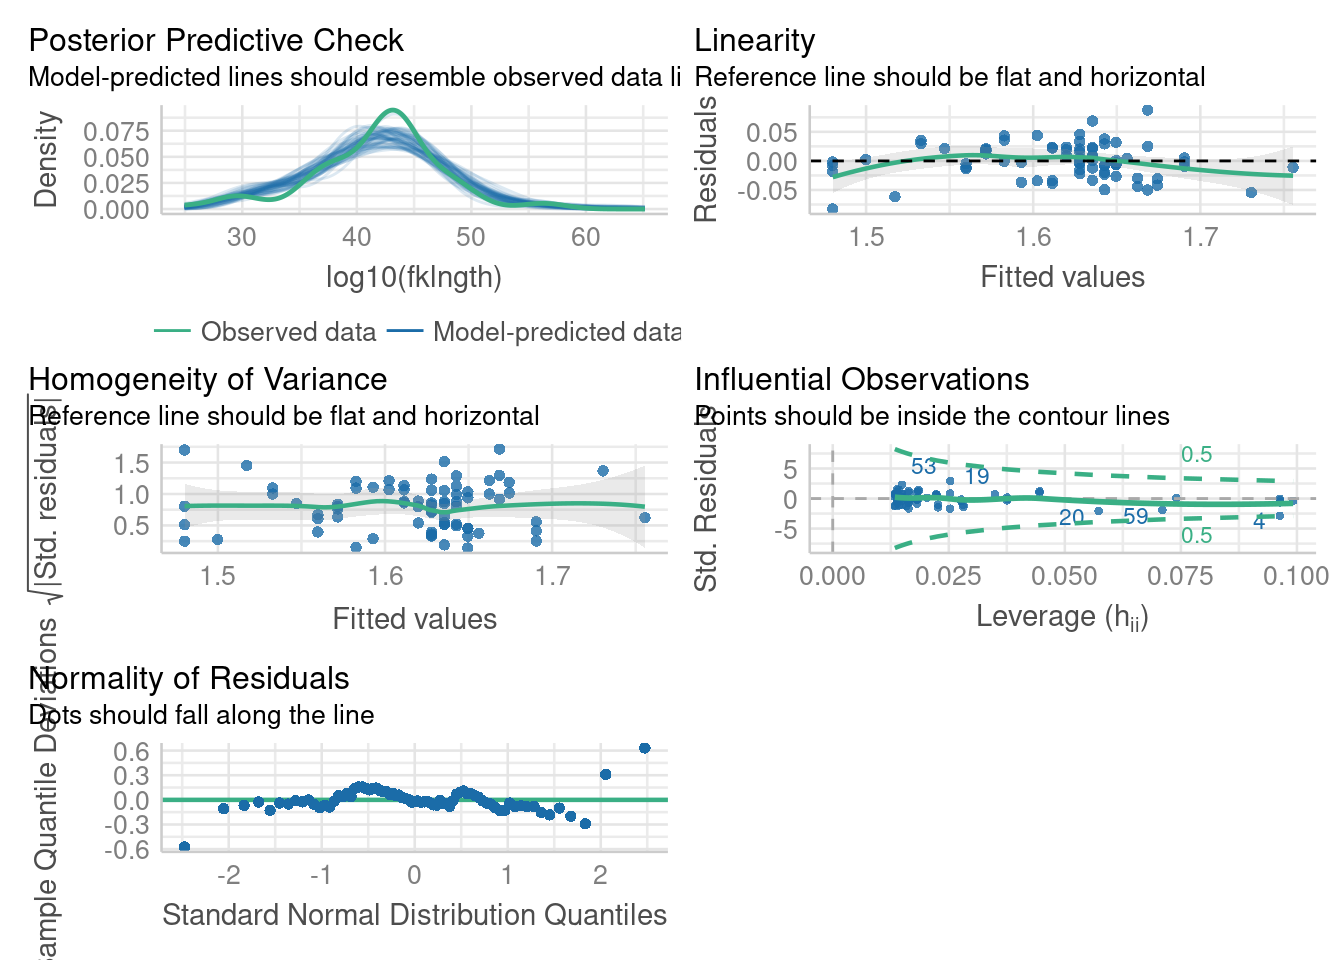 Posterior Predictive Check
Model-predicted lines should resemble observed data li
Density
0.075
0.050
0.025
0.000
30 40 50 60
log10(fklngth)
Observed data Model-predicted data
Linearity
Reference line should be flat and horizontal
Residuals
0.05
0.00
-0.05
1.5 1.6 1.7
Fitted values
Homogeneity of Variance
Reference line should be flat and horizontal
√|Std. residuals|
1.5
1.0
0.5
1.5 1.6 1.7
Fitted values
Influential Observations
Points should be inside the contour lines
Std. Residuals
5
0
-5
0.5
53
19
20
59
4
0.5
0.000 0.025 0.050 0.075 0.100
Leverage (hii)
Normality of Residuals
Dots should fall along the line
Sample Quantile Deviations
0.6
0.3
0.0
-0.3
-0.6
-2 -1 0 1 2
Standard Normal Distribution Quantiles